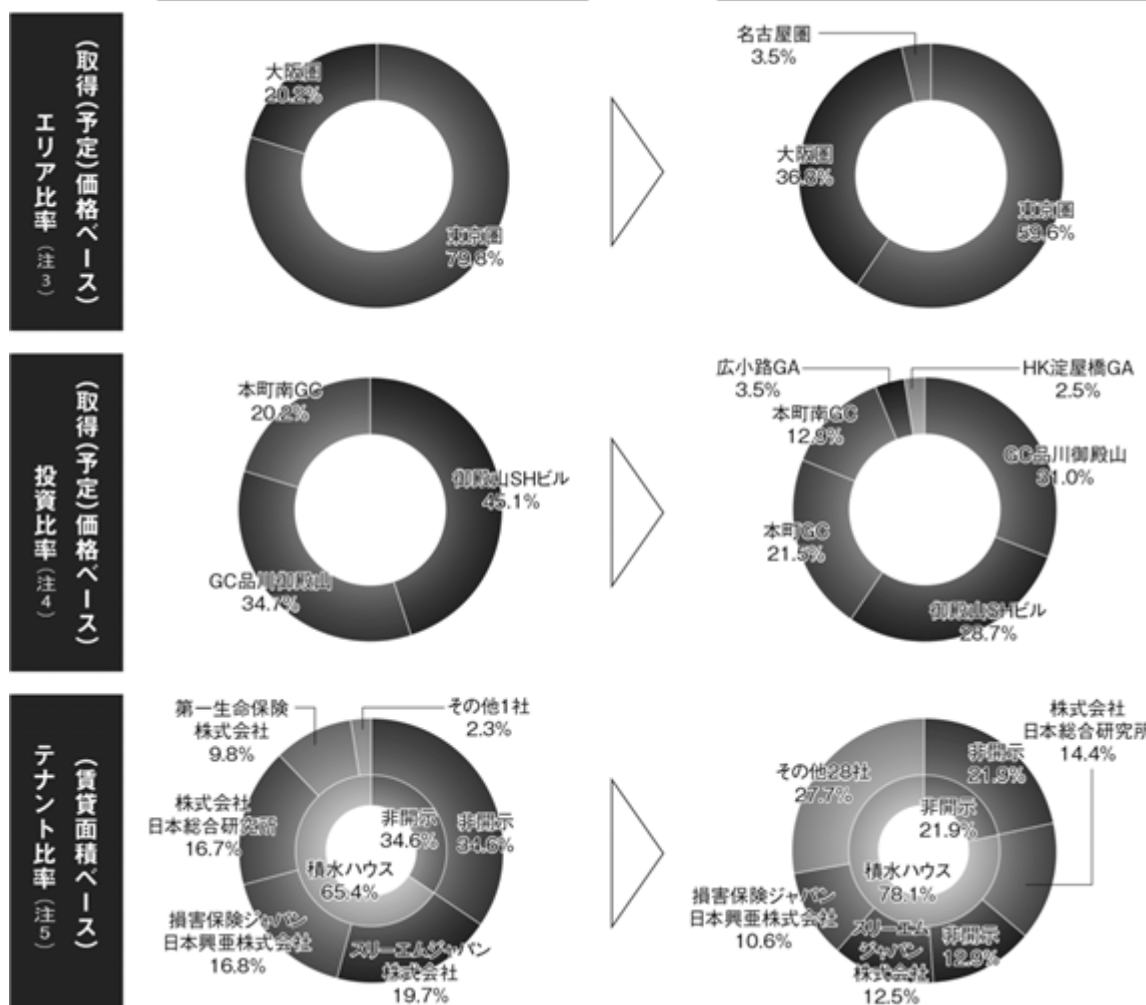 (取得(予定)価格ベース)
エリア比率(注3)
大阪圏
20.2%
東京圏
79.8%
名古屋圏
3.5%
大阪圏
36.8%
東京圏
59.6%
(取得(予定)価格ベース)
投資比率(注4)
本町南GC
20.2%
御殿山SHビル
45.1%
GC品川御殿山
34.7%
広小路GA
3.5%
HK淀屋橋GA
2.5%
本町南GC
12.9%
GC品川御殿山
31.0%
本町GC
21.5%
御殿山SHビル
28.7%
(賃貸面積ベース)
テナント比率(注5)
第一生命保険
株式会社
9.8%
その他1社
2.3%
株式会社
日本総合研究所
16.7%
非開示
34.6%
非開示
34.6%
積水ハウス
65.4%
損害保険ジャパン
日本興亜株式会社
16.8%
スリーエムジャパン
株式会社
19.7%
株式会社
日本総合研究所
14.4%
その他28社
27.7%
非開示
21.9%
非開示
21.9%
積水ハウス
78.1%
損害保険ジャパン
日本興亜株式会社
10.6%
スリーエム
ジャパン
株式会社
12.5%
非開示
12.9%